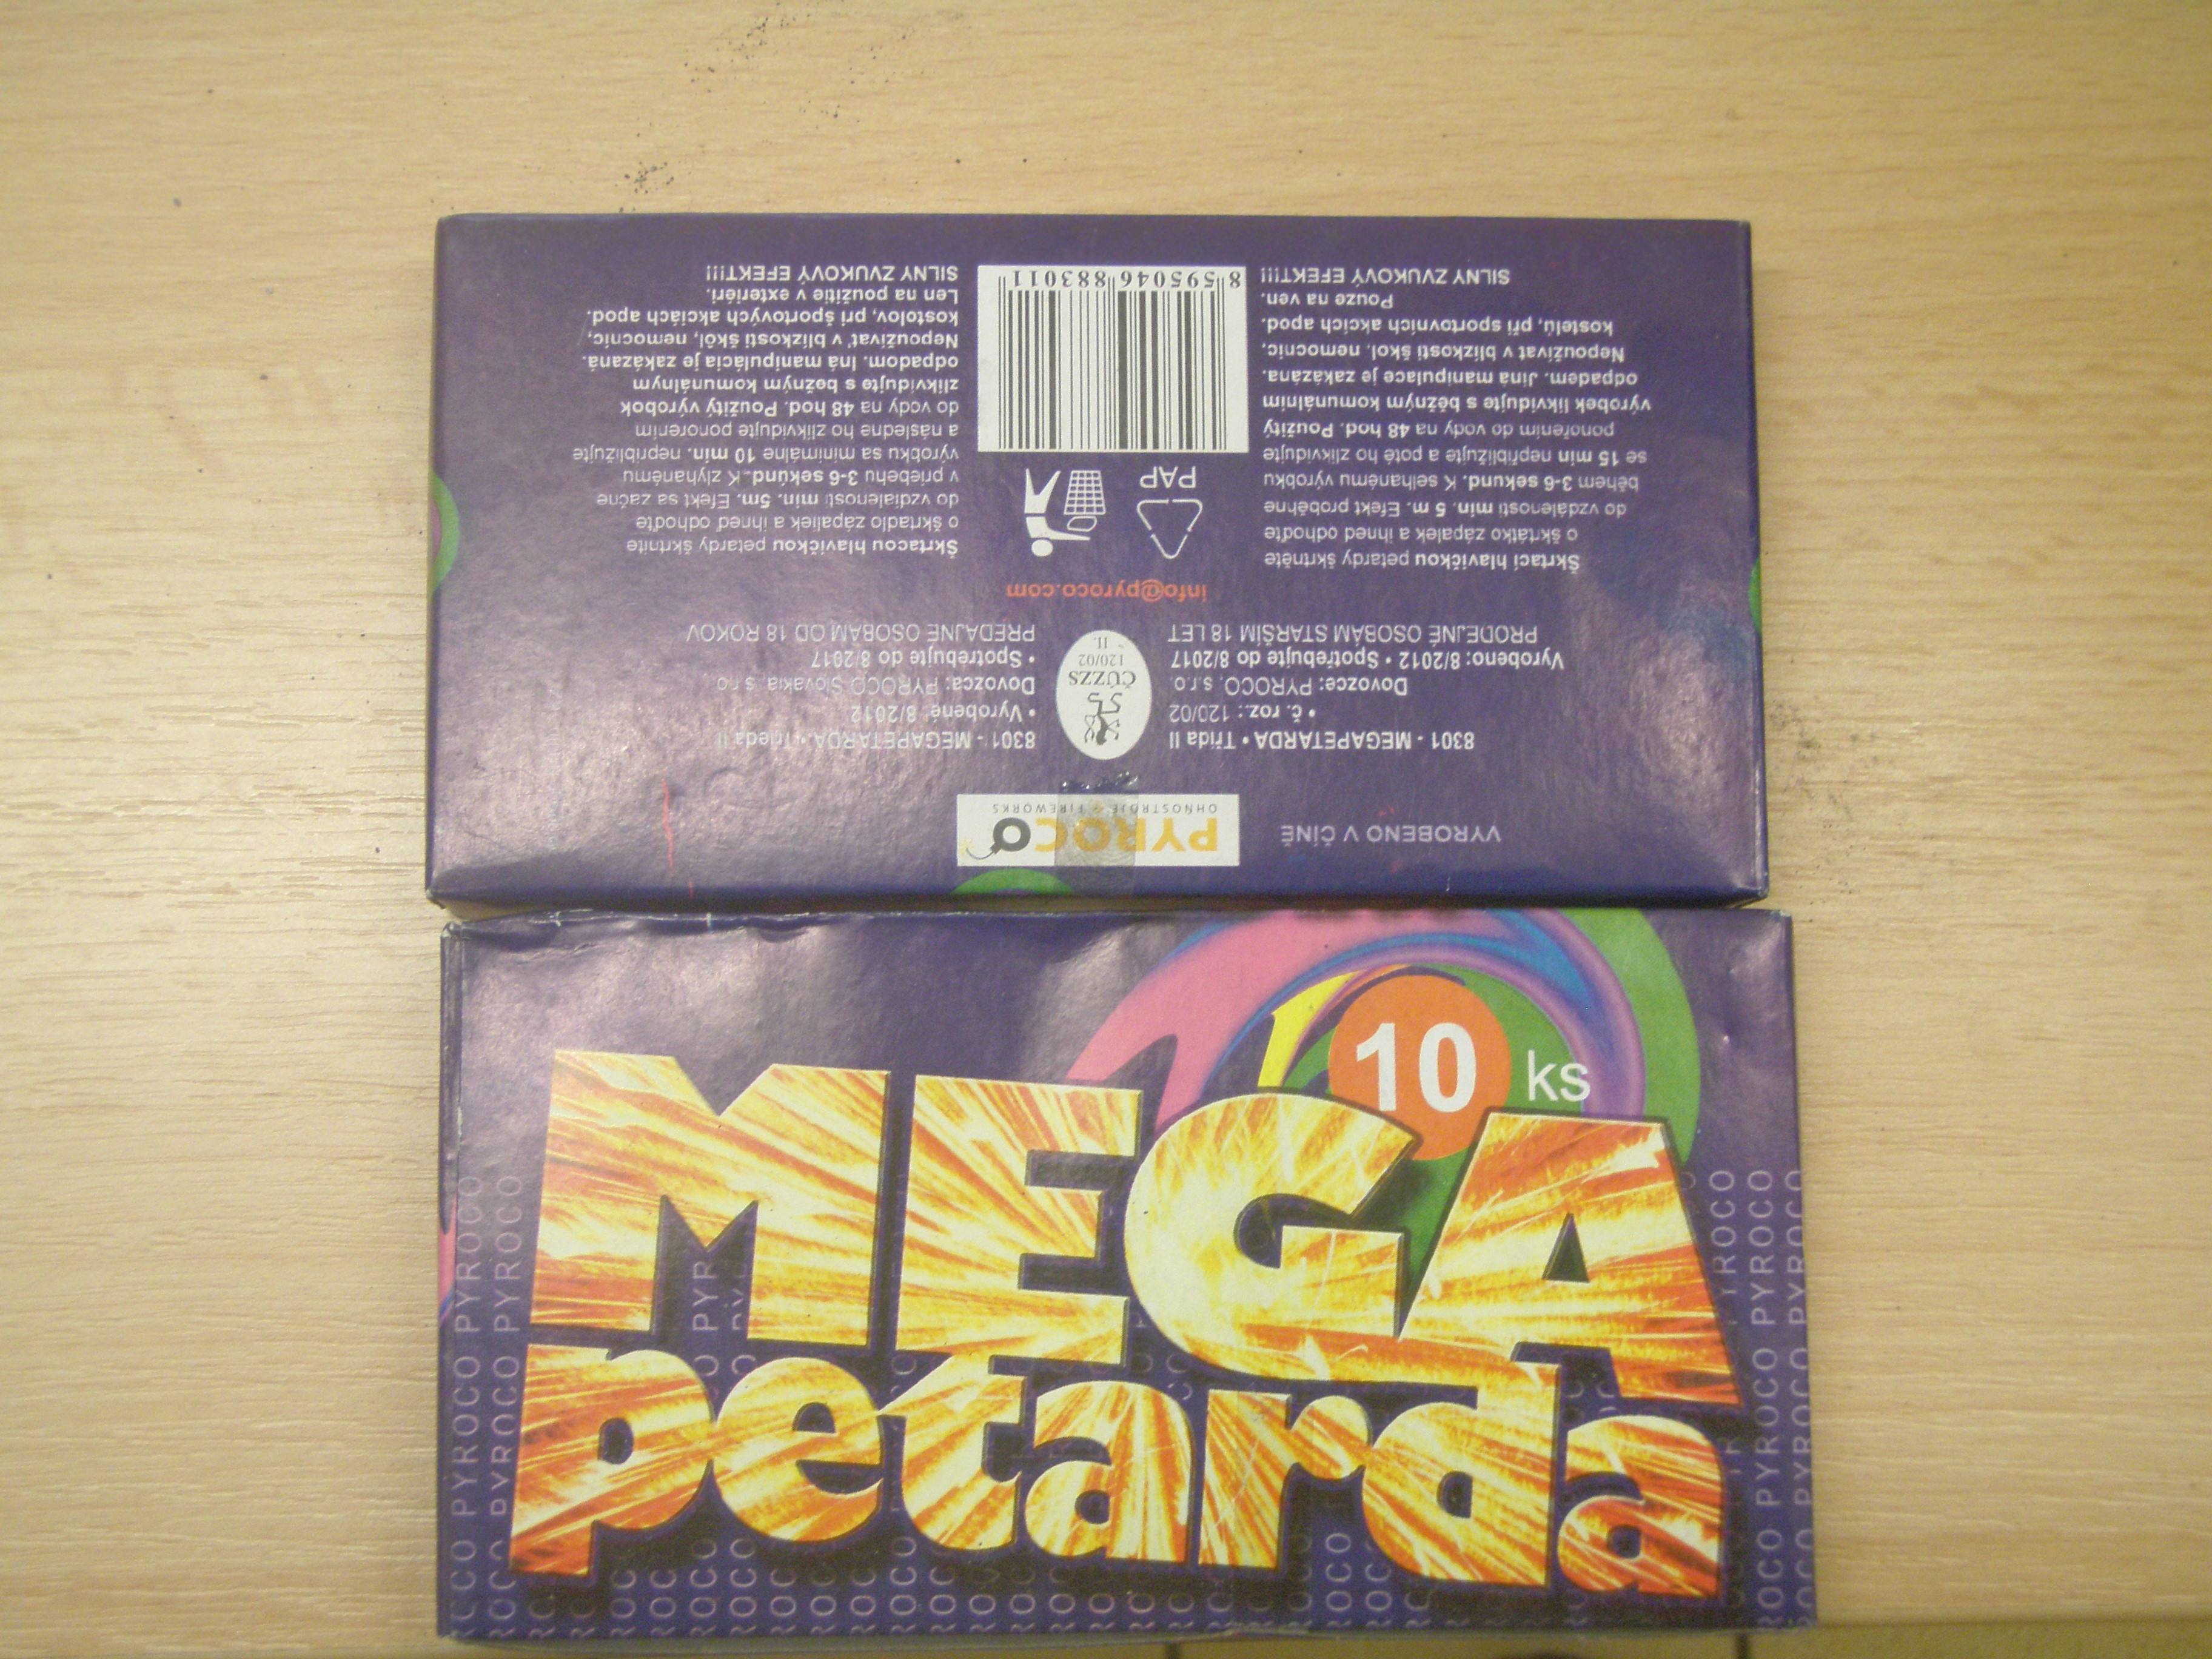 VYROBENO V ČÍNĚ
PYROCO
OHŇOSTROJE FIREWORKS
8301 - MEGAPETARDA • Třída II
• č. roz.: 120/02
Dovozce: PYROCO, s.r.o.
Vyrobeno: 8/2012 • Spotřebujte do 8/2017
PRODEJNÉ OSOBÁM STARŠÍM 18 LET
ČÚZZS
120/02
II.
8301 - MEGAPETARDA • Trieda II
• Vyrobené: 8/2012
Dovozca: PYROCO Slovakia, s.r.o.
• Spotrebujte do 8/2017
PREDAJNÉ OSOBÁM OD 18 ROKOV
info@pyroco.com
Škrtací hlavičkou petardy škrtněte
o škrtátko zápalek a ihned odhoďte
do vzdálenosti min. 5 m. Efekt proběhne
během 3-6 sekund. K selhanému výrobku
se 15 min nepřibližujte a poté ho zlikvidujte
ponořením do vody na 48 hod. Použitý
výrobek likvidujte s běžným komunálním
odpadem. Jiná manipulace je zakázána.
Nepoužívat v blízkosti škol, nemocnic,
kostelů, při sportovních akcích apod.
Pouze na ven.
SILNÝ ZVUKOVÝ EFEKT!!!
PAP
8 595046 883011
Škrtacou hlavičkou petardy škrtnite
o škrtadlo zápaliek a ihneď odhoďte
do vzdialenosti min. 5m. Efekt sa začne
v priebehu 3-6 sekúnd. K zlyhanému
výrobku sa minimálne 10 min. nepribližujte
a následne ho zlikvidujte ponorením
do vody na 48 hod. Použitý výrobok
zlikvidujte s bežným komunálnym
odpadom. Iná manipulácia je zakázaná.
Nepoužívať v blízkosti škôl, nemocníc,
kostolov, pri športových akciách apod.
Len na použitie v exteriéri.
SILNY ZVUKOVÝ EFEKT!!!
10 ks
MEGA
petarda
PYROCO PYROCO
PYROCO PYROCO